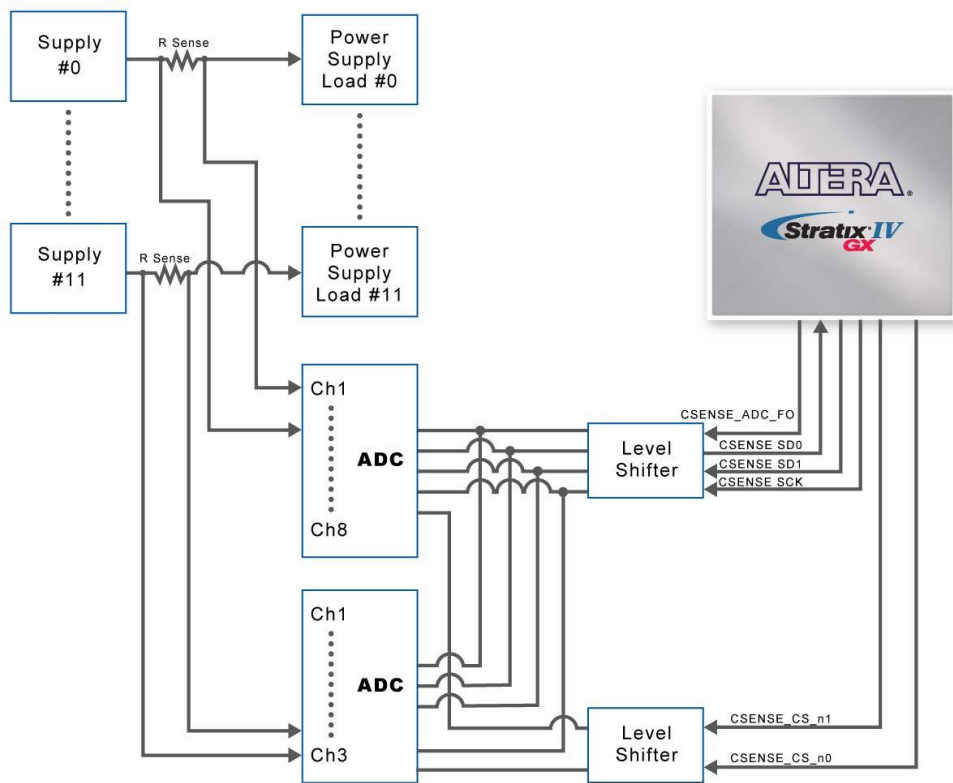 Supply
#0
R Sense
Power
Supply
Load #0
Supply
#11
R Sense
Power
Supply
Load #11
ALTERA®
Stratix® IV
GX
Ch1
ADC
Ch8
CSENSE_ADC_FO
CSENSE SD0
CSENSE SD1
CSENSE SCK
Level
Shifter
Ch1
ADC
Ch3
Level
Shifter
CSENSE_CS_n1
CSENSE_CS_n0